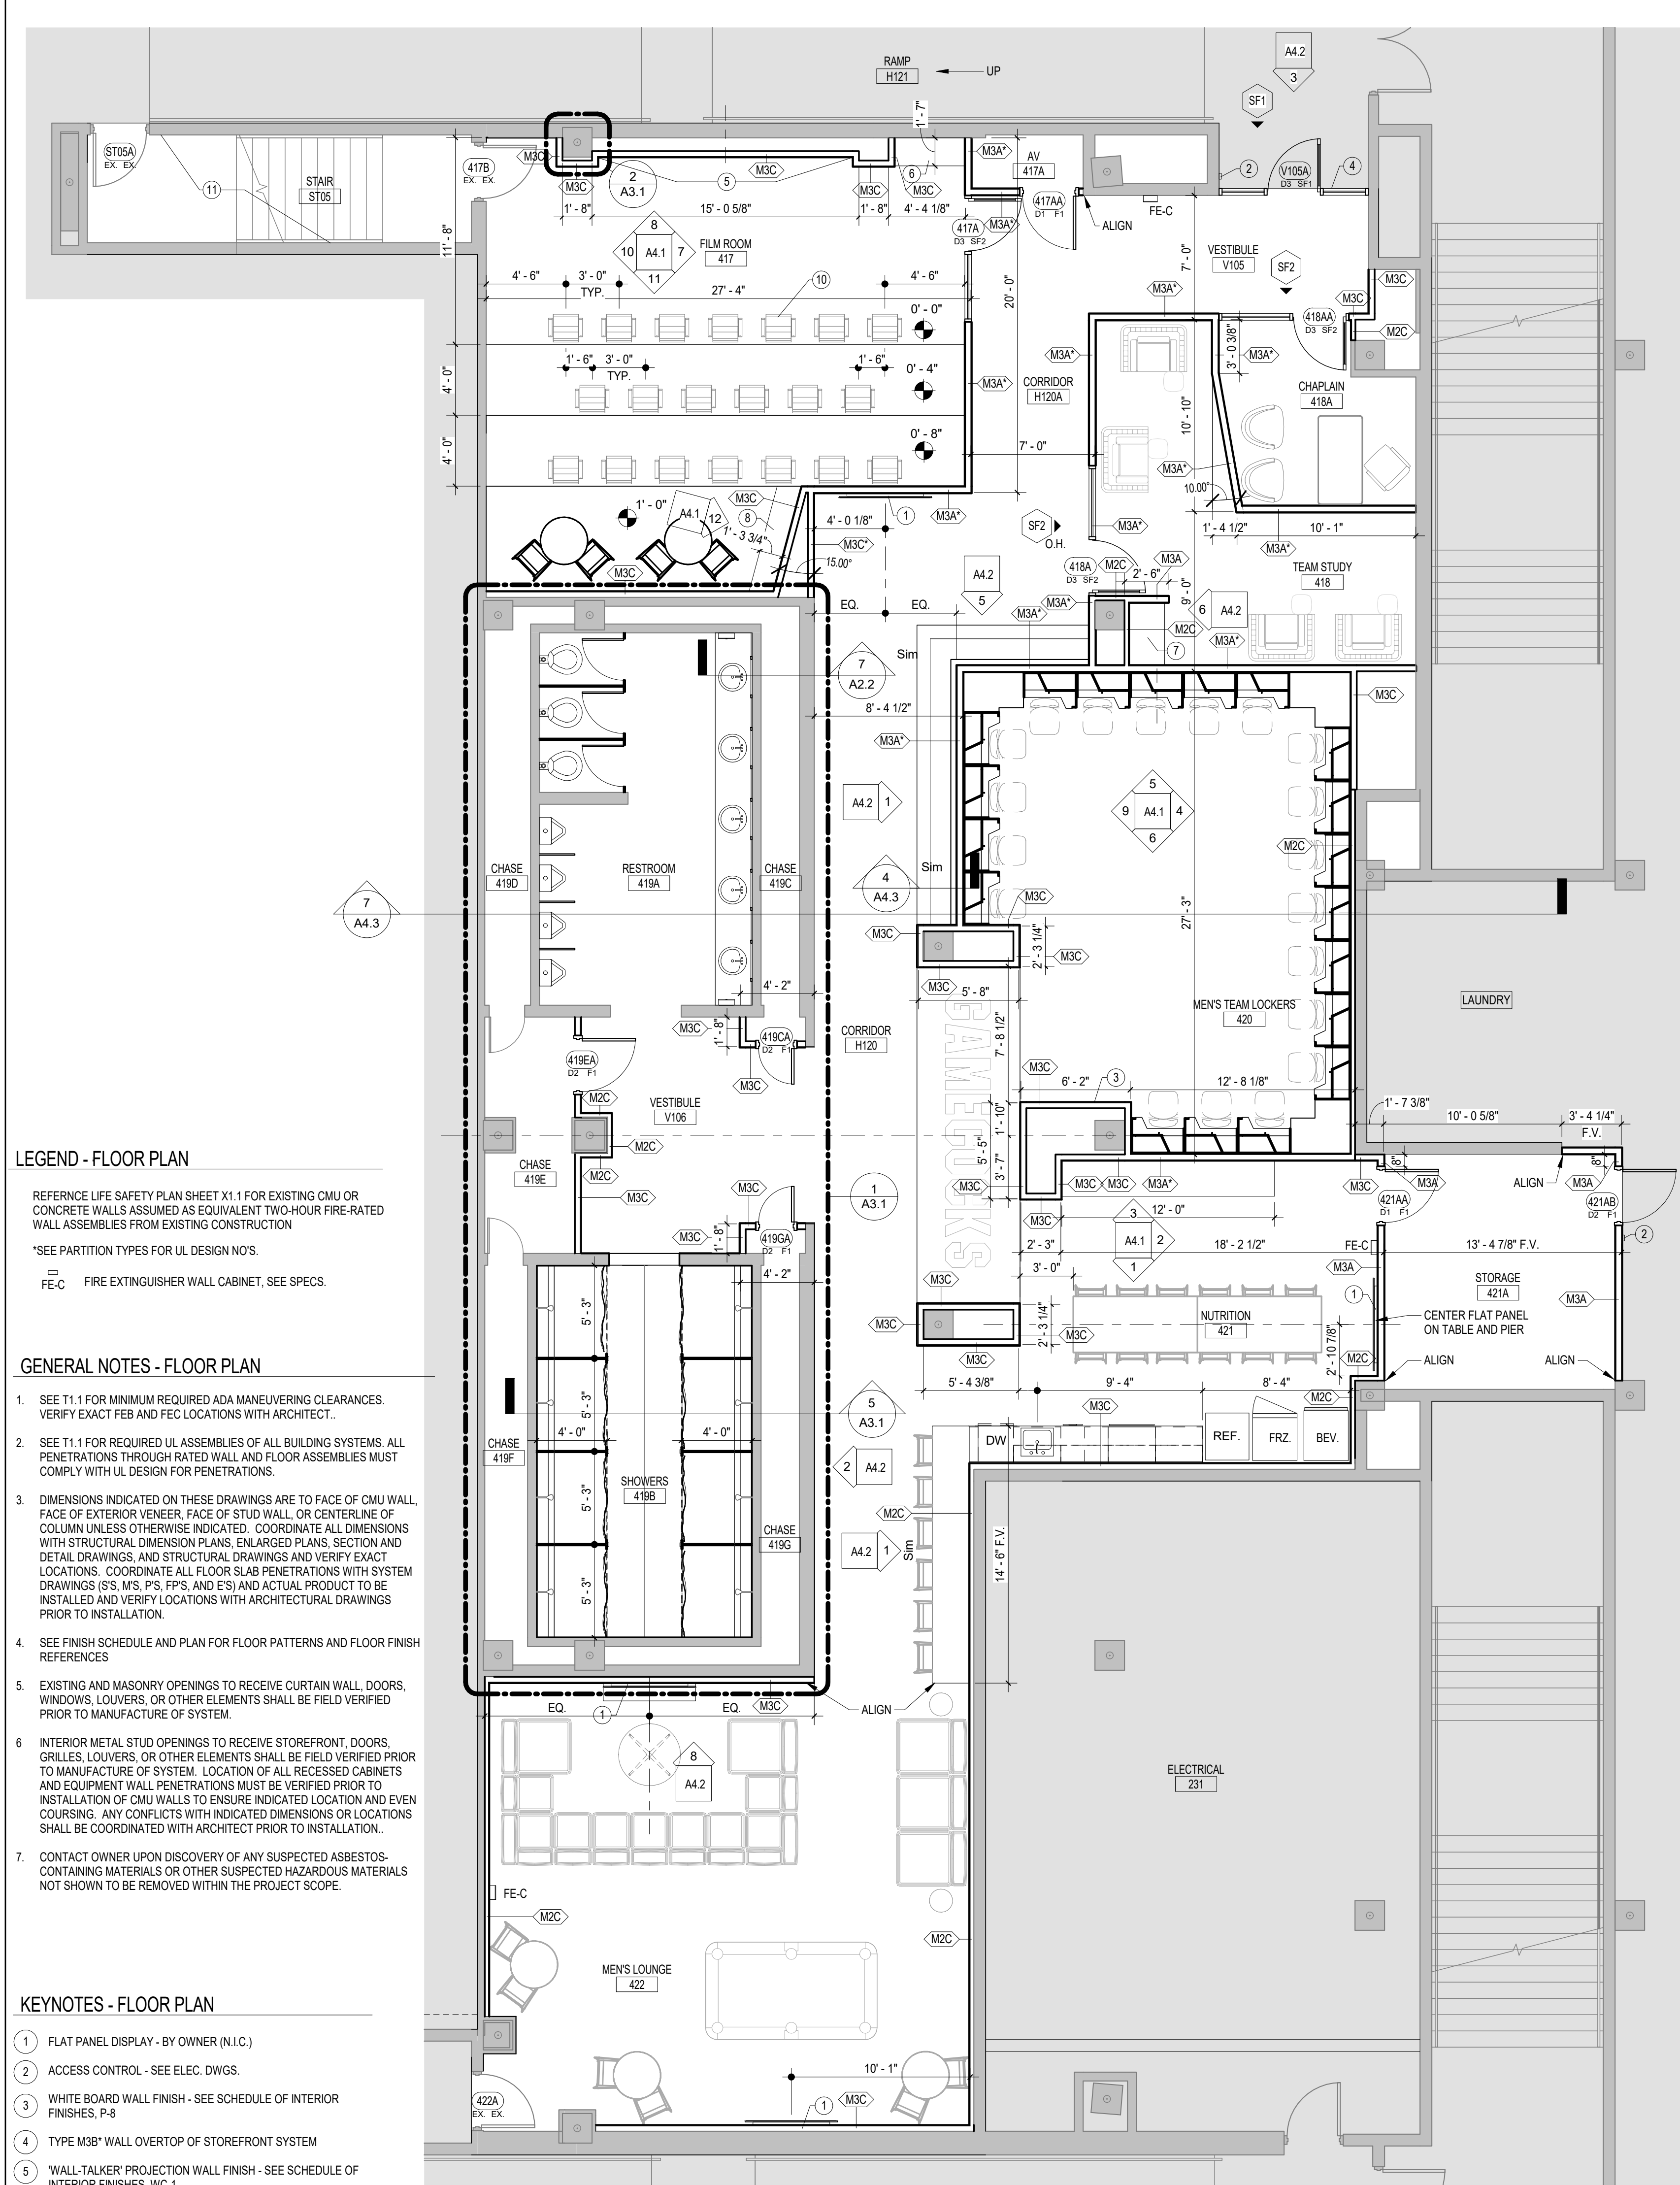 RAMP
H121
UP
A4.2
3
SF1
ST05A
EX. EX.
11
STAIR
ST05
417B
EX. EX.
M3C
M3C
2
A3.1
5
M3C
M3C
6
M3C
1' - 7"
M3A*
AV
417A
2
V105A
D3 SF1
4
1' - 8"
15' - 0 5/8"
1' - 8"
4' - 4 1/8"
417A
D3 SF2
M3A*
417AA
D1 F1
FE-C
ALIGN
11' - 8"
8
10
A4.1
7
11
FILM ROOM
417
VESTIBULE
V105
7' - 0"
SF2
M3C
M3C
M2C
4' - 6"
3' - 0"
TYP.
27' - 4"
10
4' - 6"
20' - 0"
M3A*
418AA
D3 SF2
0' - 0"
3' - 0 3/8"
M3A*
M3A*
1' - 6"
3' - 0"
TYP.
1' - 6"
0' - 4"
4' - 0"
M3A*
CORRIDOR
H120A
CHAPLAIN
418A
10' - 10"
0' - 8"
4' - 0"
7' - 0"
M3A*
10.00°
1' - 0"
A4.1
12
M3C
8
1' - 3 3/4"
4' - 0 1/8"
1
M3A*
M3C*
15.00°
M3C
SF2
O.H.
M3A*
1' - 4 1/2"
10' - 1"
M3A*
418A
D3 SF2
M2C
M3A
2' - 6"
TEAM STUDY
418
A4.2
5
9' - 0"
6
A4.2
EQ.
EQ.
M3A*
M3A*
M2C
M3A*
7
Sim
7
A2.2
8' - 4 1/2"
M3C
M3A*
A4.2
1
5
9
A4.1
4
6
M2C
CHASE
419D
RESTROOM
419A
CHASE
419C
Sim
4
A4.3
7
A4.3
M3C
M3C
2' - 3 1/4"
M3C
27' - 3"
M3C
5' - 8"
4' - 2"
MEN'S TEAM LOCKERS
420
LAUNDRY
M3C
1' - 8"
419CA
D2 F1
CORRIDOR
H120
7' - 8 1/2"
GAMECOCKS
419EA
D2 F1
M3C
M2C
M3C
6' - 2"
3
12' - 8 1/8"
VESTIBULE
V106
1' - 10"
5' - 5"
3' - 7"
1' - 7 3/8"
10' - 0 5/8"
3' - 4 1/4"
F.V.
M2C
CHASE
419E
M2C
M3C
M3C
1
A3.1
M3C
M3C
M3C
M3A*
M3C
8"
M3A
ALIGN
8"
M3A
421AA
D1 F1
421AB
D2 F1
M3C
12' - 0"
3
A4.1
2
1
M3C
1' - 8"
419GA
D2 F1
2' - 3"
18' - 2 1/2"
FE-C
13' - 4 7/8" F.V.
2
4' - 2"
3' - 0"
M3A
STORAGE
421A
M3A
M3C
M3C
2' - 3 1/4"
M3C
M3C
NUTRITION
421
1
CENTER FLAT PANEL
ON TABLE AND PIER
2' - 10 7/8"
M2C
ALIGN
ALIGN
5' - 3"
5' - 3"
5' - 3"
5' - 3"
5' - 4 3/8"
9' - 4"
8' - 4"
M2C
5
A3.1
M3C
4' - 0"
4' - 0"
CHASE
419F
DW
REF.
FRZ.
BEV.
2
A4.2
SHOWERS
419B
M2C
CHASE
419G
A4.2
1
Sim
14' - 6" F.V.
EQ.
1
EQ.
M3C
ALIGN
8
A4.2
ELECTRICAL
231
FE-C
M2C
M2C
MEN'S LOUNGE
422
10' - 1"
422A
EX. EX.
1
M3C
LEGEND - FLOOR PLAN
REFERNCE LIFE SAFETY PLAN SHEET X1.1 FOR EXISTING CMU OR
CONCRETE WALLS ASSUMED AS EQUIVALENT TWO-HOUR FIRE-RATED
WALL ASSEMBLIES FROM EXISTING CONSTRUCTION
*SEE PARTITION TYPES FOR UL DESIGN NO'S.
FE-C FIRE EXTINGUISHER WALL CABINET, SEE SPECS.
GENERAL NOTES - FLOOR PLAN
1. SEE T1.1 FOR MINIMUM REQUIRED ADA MANEUVERING CLEARANCES.
VERIFY EXACT FEB AND FEC LOCATIONS WITH ARCHITECT..
2. SEE T1.1 FOR REQUIRED UL ASSEMBLIES OF ALL BUILDING SYSTEMS. ALL
PENETRATIONS THROUGH RATED WALL AND FLOOR ASSEMBLIES MUST
COMPLY WITH UL DESIGN FOR PENETRATIONS.
3. DIMENSIONS INDICATED ON THESE DRAWINGS ARE TO FACE OF CMU WALL,
FACE OF EXTERIOR VENEER, FACE OF STUD WALL, OR CENTERLINE OF
COLUMN UNLESS OTHERWISE INDICATED. COORDINATE ALL DIMENSIONS
WITH STRUCTURAL DIMENSION PLANS, ENLARGED PLANS, SECTION AND
DETAIL DRAWINGS, AND STRUCTURAL DRAWINGS AND VERIFY EXACT
LOCATIONS. COORDINATE ALL FLOOR SLAB PENETRATIONS WITH SYSTEM
DRAWINGS (S'S, M'S, P'S, FP'S, AND E'S) AND ACTUAL PRODUCT TO BE
INSTALLED AND VERIFY LOCATIONS WITH ARCHITECTURAL DRAWINGS
PRIOR TO INSTALLATION.
4. SEE FINISH SCHEDULE AND PLAN FOR FLOOR PATTERNS AND FLOOR FINISH
REFERENCES
5. EXISTING AND MASONRY OPENINGS TO RECEIVE CURTAIN WALL, DOORS,
WINDOWS, LOUVERS, OR OTHER ELEMENTS SHALL BE FIELD VERIFIED
PRIOR TO MANUFACTURE OF SYSTEM.
6 INTERIOR METAL STUD OPENINGS TO RECEIVE STOREFRONT, DOORS,
GRILLES, LOUVERS, OR OTHER ELEMENTS SHALL BE FIELD VERIFIED PRIOR
TO MANUFACTURE OF SYSTEM. LOCATION OF ALL RECESSED CABINETS
AND EQUIPMENT WALL PENETRATIONS MUST BE VERIFIED PRIOR TO
INSTALLATION OF CMU WALLS TO ENSURE INDICATED LOCATION AND EVEN
COURSING. ANY CONFLICTS WITH INDICATED DIMENSIONS OR LOCATIONS
SHALL BE COORDINATED WITH ARCHITECT PRIOR TO INSTALLATION..
7. CONTACT OWNER UPON DISCOVERY OF ANY SUSPECTED ASBESTOS-
CONTAINING MATERIALS OR OTHER SUSPECTED HAZARDOUS MATERIALS
NOT SHOWN TO BE REMOVED WITHIN THE PROJECT SCOPE.
KEYNOTES - FLOOR PLAN
1 FLAT PANEL DISPLAY - BY OWNER (N.I.C.)
2 ACCESS CONTROL - SEE ELEC. DWGS.
3 WHITE BOARD WALL FINISH - SEE SCHEDULE OF INTERIOR
FINISHES, P-8
4 TYPE M3B* WALL OVERTOP OF STOREFRONT SYSTEM
5 'WALL-TALKER' PROJECTION WALL FINISH - SEE SCHEDULE OF
INTERIOR FINISHES, WC-1